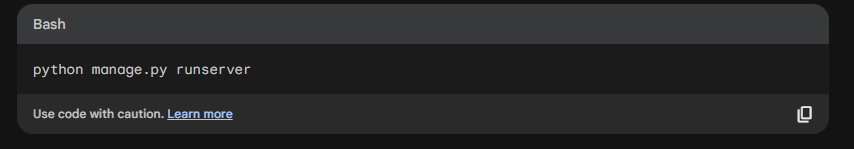 Bash
python manage.py runserver
Use code with caution. Learn more